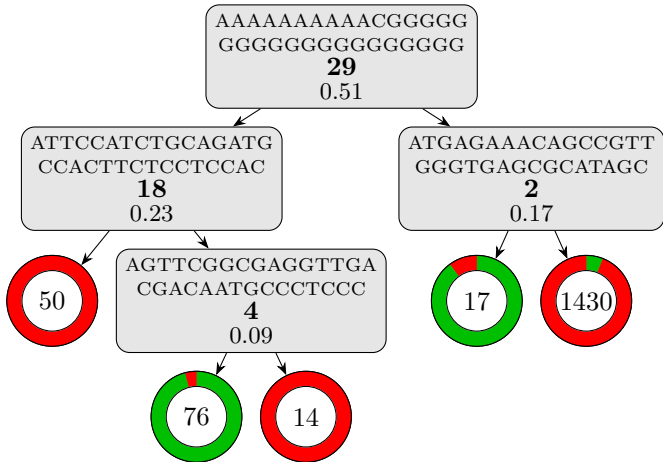 AAAAAAAAAACGGGGG
GGGGGGGGGGGGGGG
29
0.51
ATTCCATCTGCAGATG
CCACTTCTCCTCCAC
18
0.23
ATGAGAAACAGCCGTT
GGGTGAGCGCATAGC
2
0.17
50
AGTTCGGCGAGGTTGA
CGACAATGCCCTCCC
4
0.09
17
1430
76
14